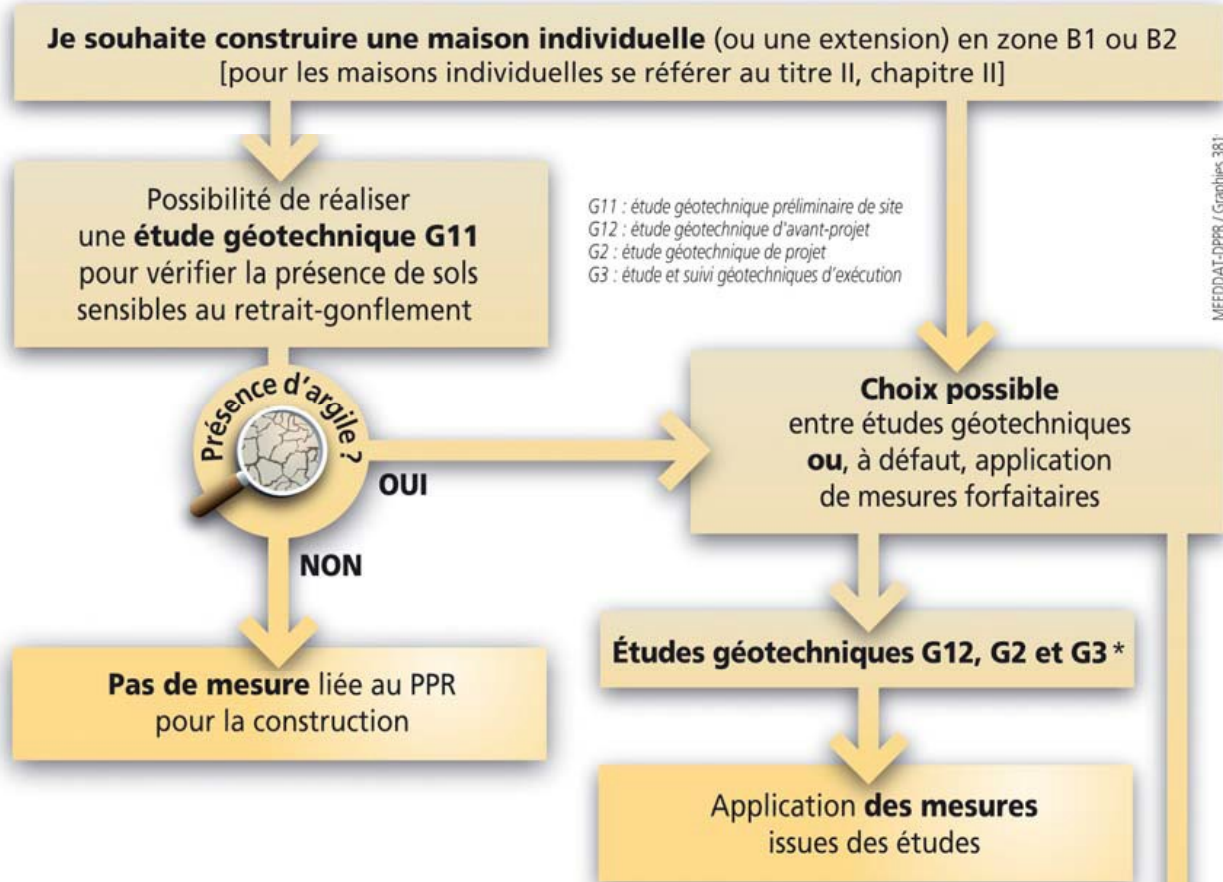 Je souhaite construire une maison individuelle (ou une extension) en zone B1 ou B2
[pour les maisons individuelles se référer au titre II, chapitre II]
Possibilité de réaliser
une étude géotechnique G11
pour vérifier la présence de sols
sensibles au retrait-gonflement
G11 : étude géotechnique préliminaire de site
G12 : étude géotechnique d'avant-projet
G2 : étude géotechnique de projet
G3 : étude et suivi géotechniques d'exécution
MEEDDAT-DPPR / Graphies 381
Présence d'argile ?
OUI
NON
Choix possible
entre études géotechniques
ou, à défaut, application
de mesures forfaitaires
Pas de mesure liée au PPR
pour la construction
Études géotechniques G12, G2 et G3 *
Application des mesures
issues des études